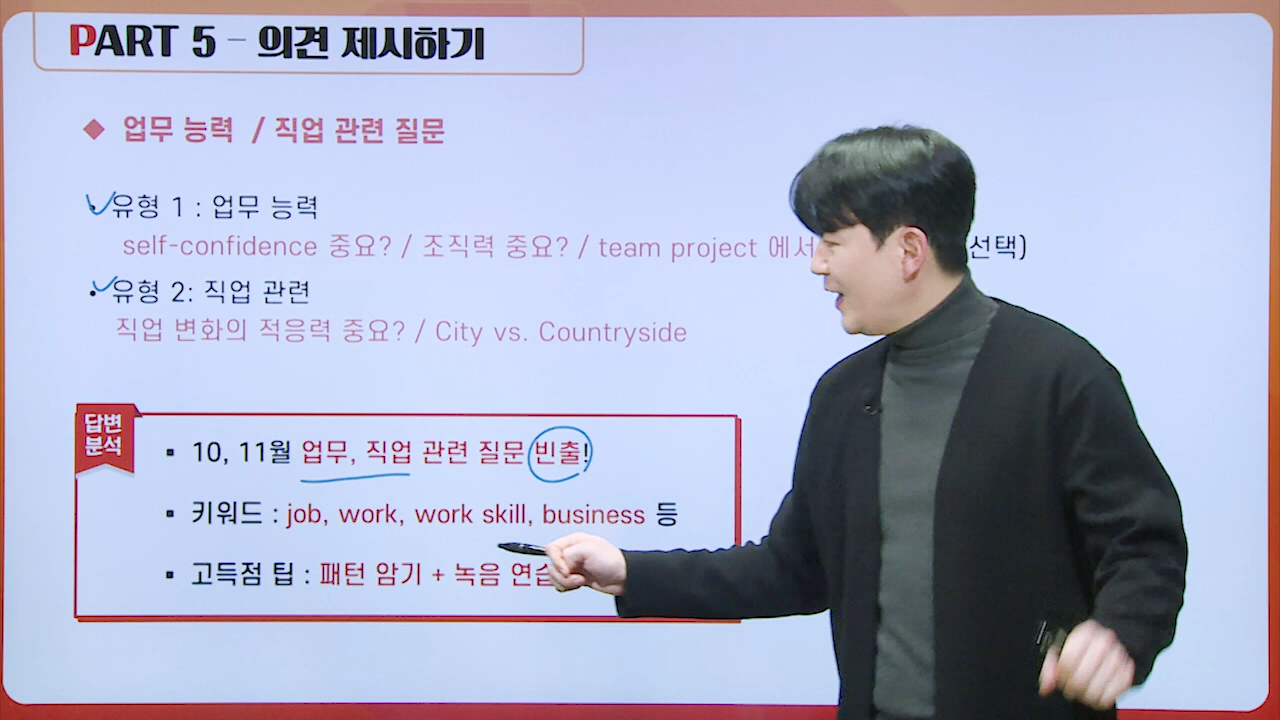 PART 5 – 의견 제시하기
◆ 업무 능력 / 직업 관련 질문
• 유형 1 : 업무 능력
self-confidence 중요? / 조직력 중요? / team project 에서 선택)
• 유형 2: 직업 관련
직업 변화의 적응력 중요? / City vs. Countryside
답변
분석
▪ 10, 11월 업무, 직업 관련 질문 빈출!
▪ 키워드 : job, work, work skill, business 등
▪ 고득점 팁 : 패턴 암기 + 녹음 연습